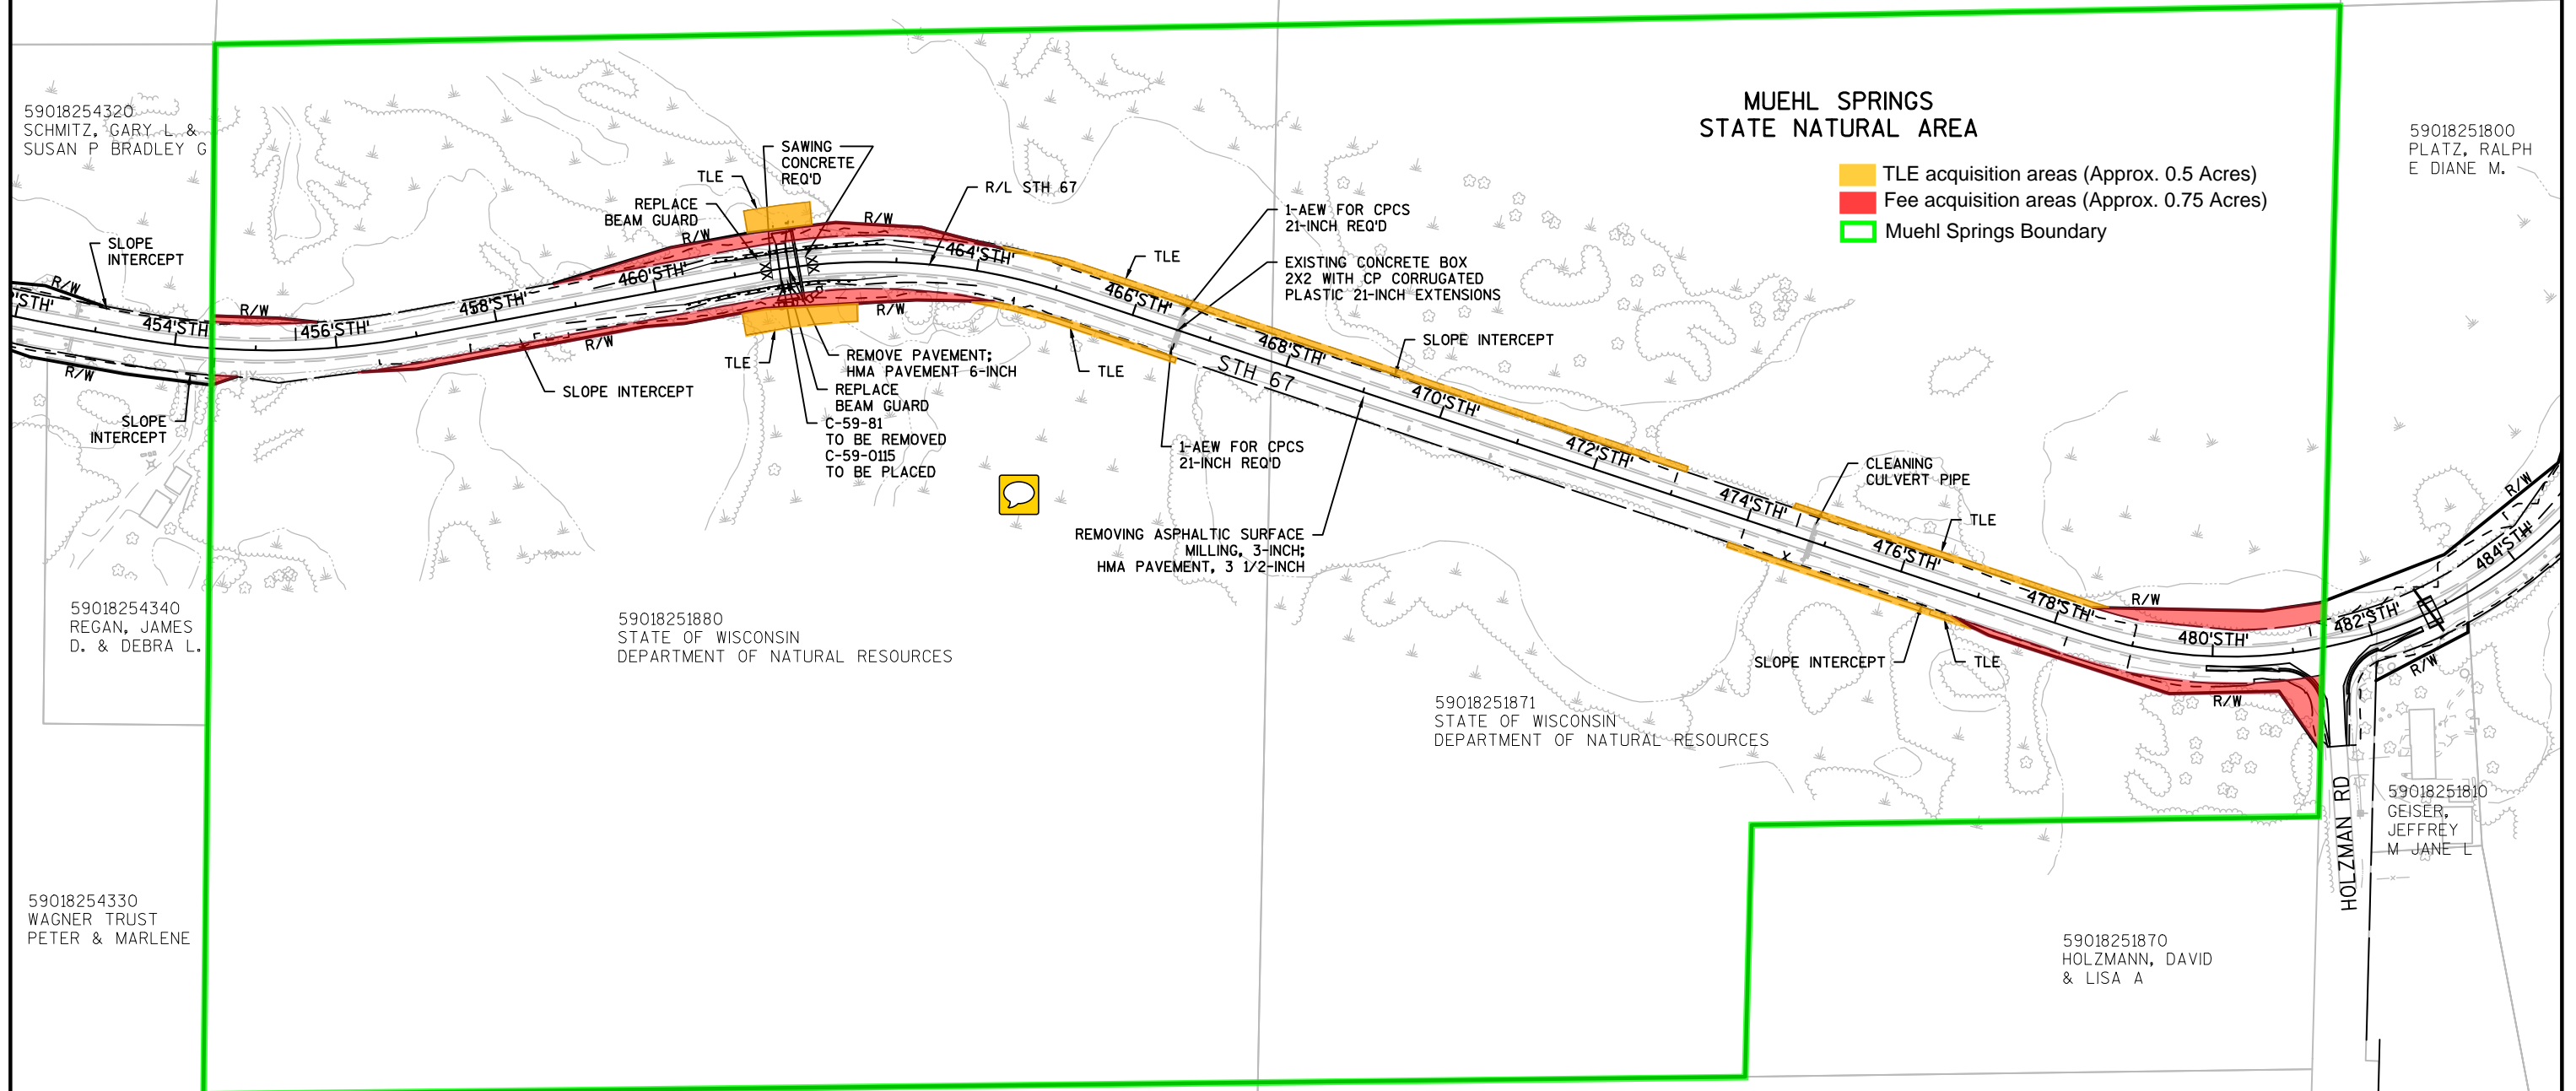 MUEHL SPRINGS
STATE NATURAL AREA
TLE acquisition areas (Approx. 0.5 Acres)
Fee acquisition areas (Approx. 0.75 Acres)
Muehl Springs Boundary
59018254320
SCHMITZ, GARY L &
SUSAN P BRADLEY G
59018251800
PLATZ, RALPH
E DIANE M.
SAWING
CONCRETE
REQ'D
TLE
REPLACE
BEAM GUARD
R/W
R/W
R/L STH 67
1-AEW FOR CPCS
21-INCH REQ'D
TLE
EXISTING CONCRETE BOX
2X2 WITH CP CORRUGATED
PLASTIC 21-INCH EXTENSIONS
SLOPE
INTERCEPT
R/W
R/W
'STH'
454'STH'
456'STH'
458'STH'
460'STH'
464'STH'
466'STH'
468'STH'
470'STH'
472'STH'
474'STH'
476'STH'
478'STH'
480'STH'
482'STH'
484'STH'
STH 67
SLOPE INTERCEPT
R/W
R/W
R/W
TLE
REMOVE PAVEMENT;
HMA PAVEMENT 6-INCH
REPLACE
BEAM GUARD
C-59-81
TO BE REMOVED
C-59-0115
TO BE PLACED
TLE
SLOPE INTERCEPT
SLOPE
INTERCEPT
1-AEW FOR CPCS
21-INCH REQ'D
CLEANING
CULVERT PIPE
R/W
TLE
REMOVING ASPHALTIC SURFACE
MILLING, 3-INCH;
HMA PAVEMENT, 3 1/2-INCH
R/W
59018254340
REGAN, JAMES
D. & DEBRA L.
59018251880
STATE OF WISCONSIN
DEPARTMENT OF NATURAL RESOURCES
SLOPE INTERCEPT
TLE
R/W
R/W
59018251871
STATE OF WISCONSIN
DEPARTMENT OF NATURAL RESOURCES
HOLZMAN RD
59018251810
GEISER,
JEFFREY
M JANE L
59018254330
WAGNER TRUST
PETER & MARLENE
59018251870
HOLZMANN, DAVID
& LISA A